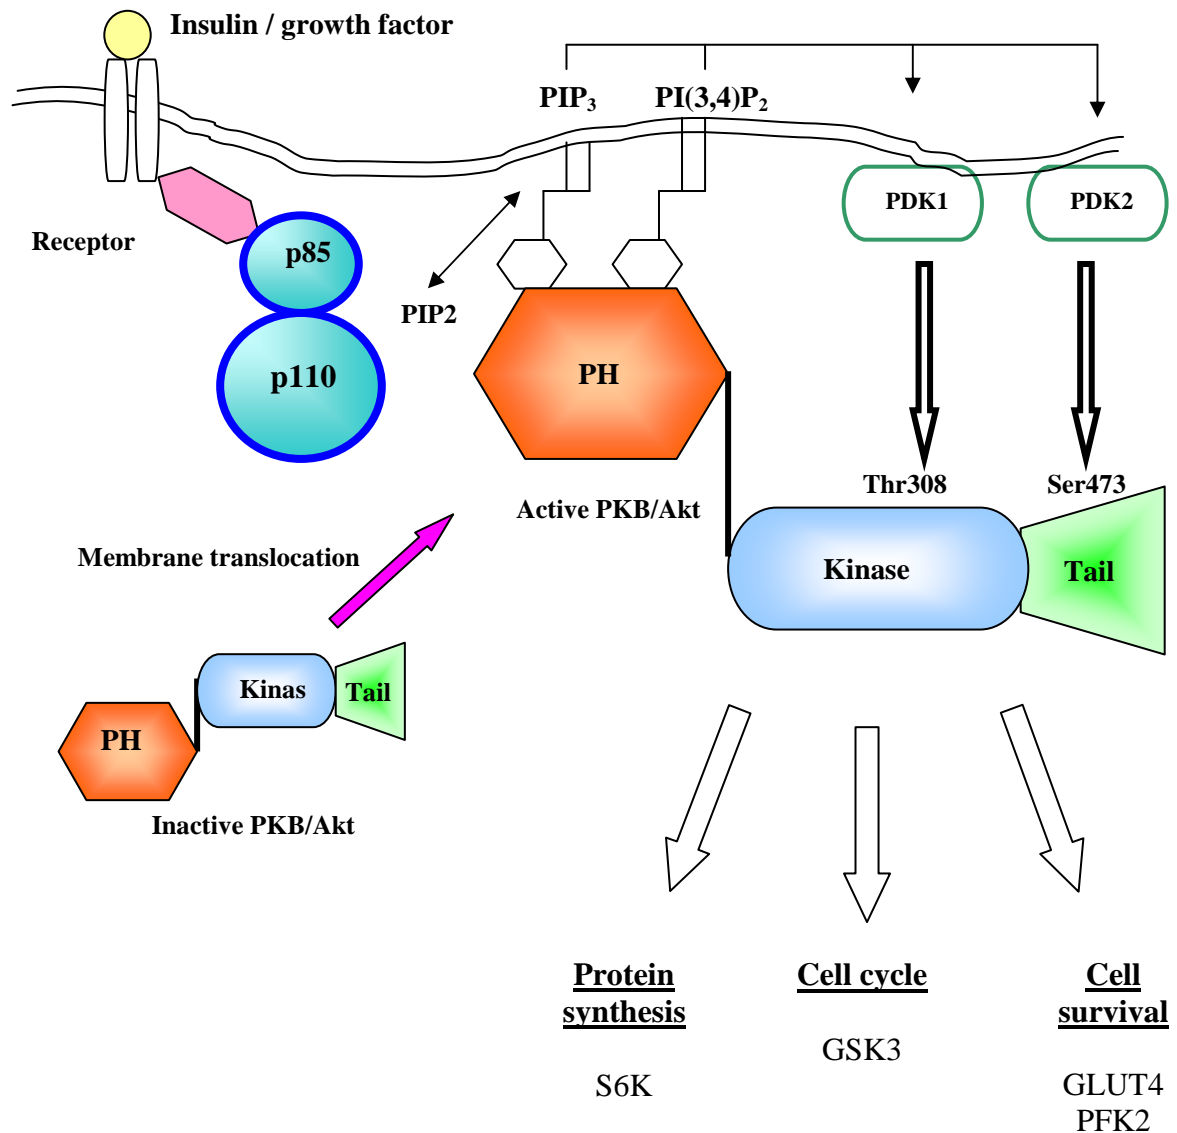 Insulin / growth factor
PIP₃
PI(3,4)P₂
PDK1
PDK2
Receptor
p85
PIP2
p110
PH
Thr308
Ser473
Active PKB/Akt
Membrane translocation
Kinase
Tail
Kinas
Tail
PH
Inactive PKB/Akt
Protein
synthesis
S6K
Cell cycle
GSK3
Cell
survival
GLUT4
PFK2